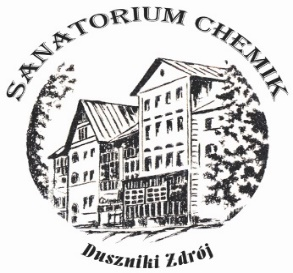 SANATORIUM CHEMIK
Duszniki Zdrój